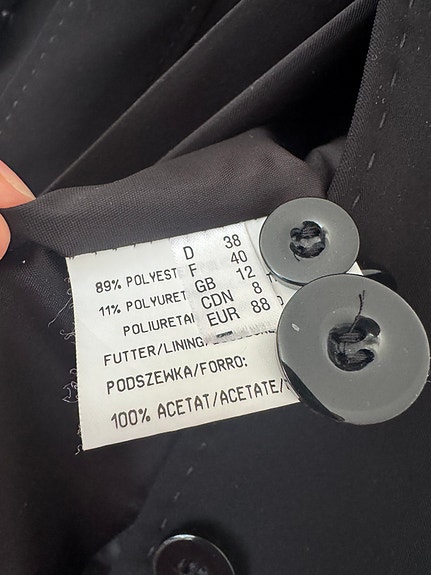 D 38
F 40
GB 12
CDN 8
EUR 88
89% POLYEST
11% POLYURET
POLIURETA
FUTTER/LINING
PODSZEWKA/FORRO:
100% ACETAT/ACETATE/